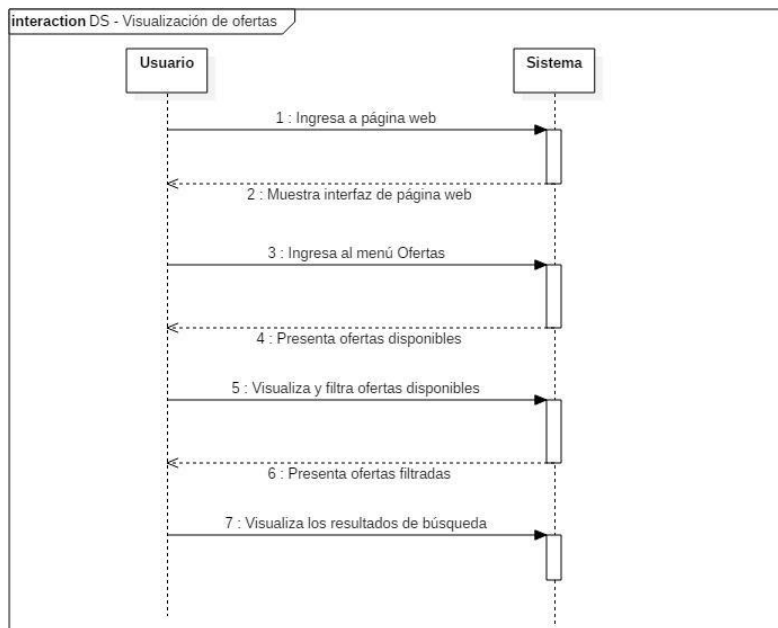 interaction DS - Visualización de ofertas
Usuario
Sistema
1 : Ingresa a página web
2 : Muestra interfaz de página web
3 : Ingresa al menú Ofertas
4 : Presenta ofertas disponibles
5 : Visualiza y filtra ofertas disponibles
6 : Presenta ofertas filtradas
7 : Visualiza los resultados de búsqueda